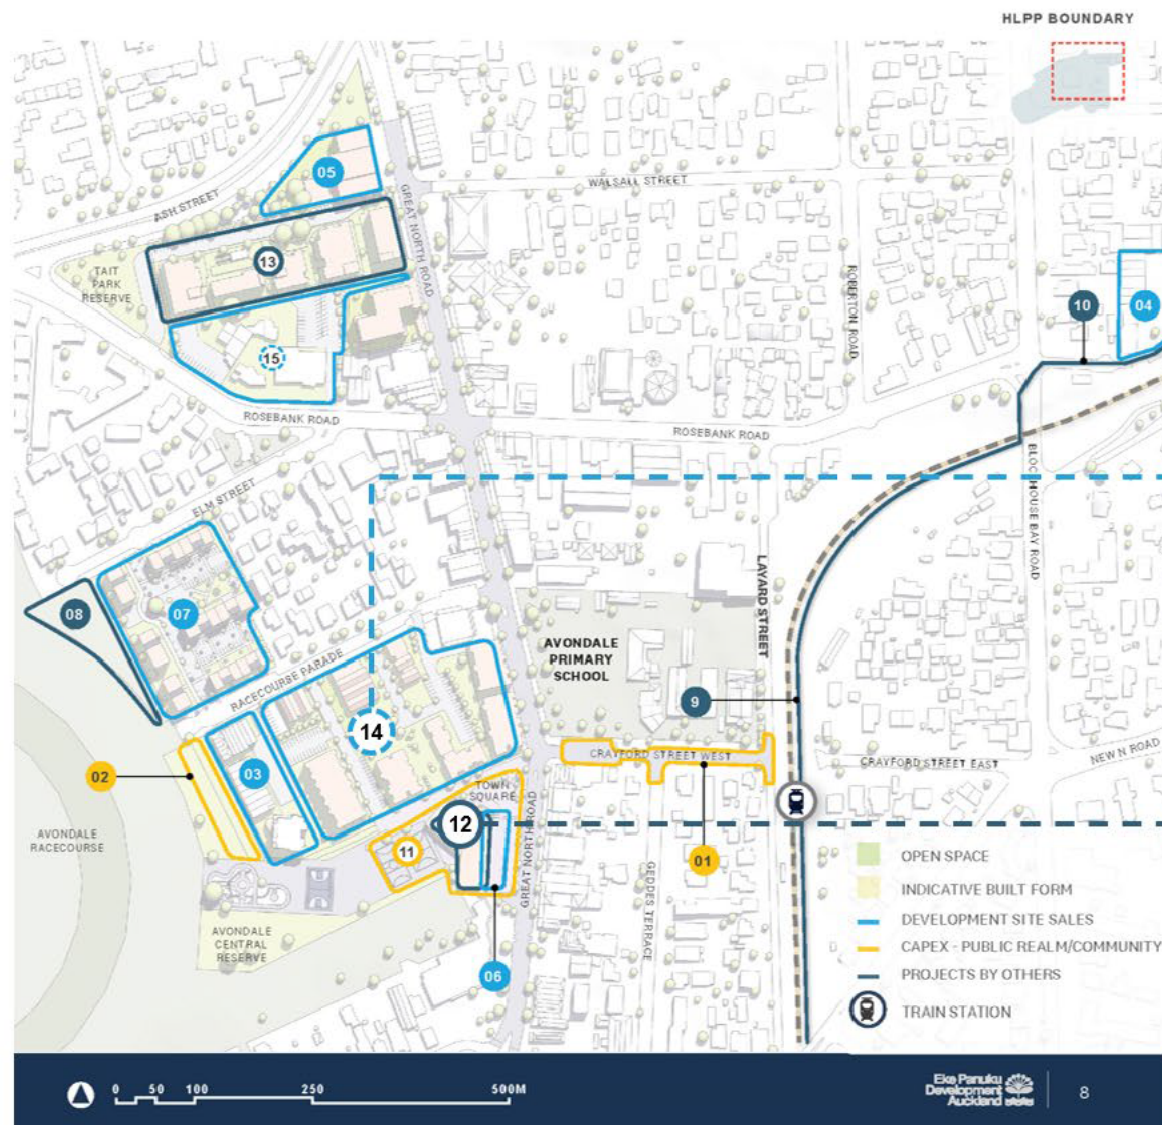 HLPP BOUNDARY
05
ASH STREET
GREAT NORTH ROAD
WALSALL STREET
13
TAIT
PARK
RESERVE
ROBERTON ROAD
10
04
15
ROSEBANK ROAD
ROSEBANK ROAD
ELM STREET
BLOCKHOUSE BAY ROAD
LAYARD STREET
08
07
AVONDALE
PRIMARY
SCHOOL
RACECOURSE PARADE
9
14
02
03
CRAYFORD STREET WEST
CRAYFORD STREET EAST
NEW N ROAD
TOWN
SQUARE
GREAT NORTH ROAD
12
AVONDALE
RACECOURSE
11
01
GEDDES TERRACE
AVONDALE
CENTRAL
RESERVE
06
OPEN SPACE
INDICATIVE BUILT FORM
DEVELOPMENT SITE SALES
CAPEX - PUBLIC REALM/COMMUNITY
PROJECTS BY OTHERS
TRAIN STATION
0 50 100 250 500M
Eke Panuku
Development
Auckland
8